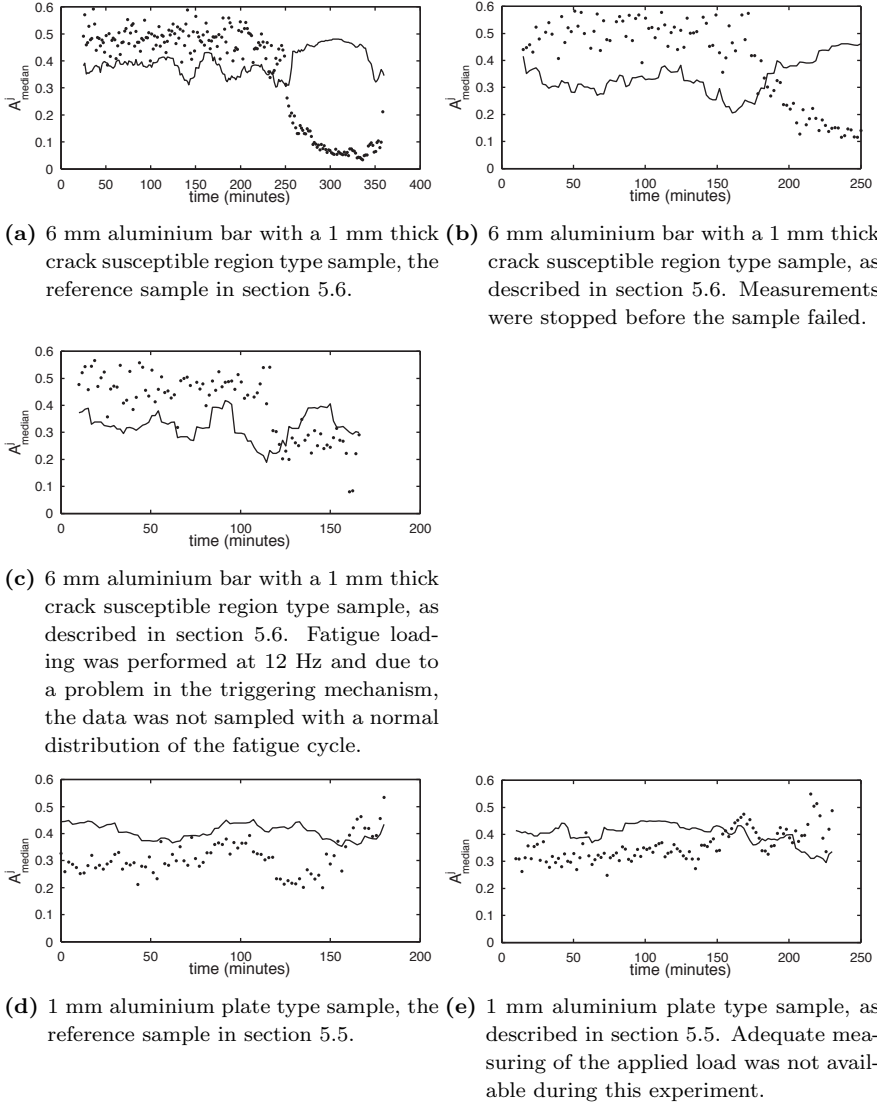 0.6
0.5
0.4
0.3
0.2
0.1
0
A^j_median
0 50 100 150 200 250 300 350 400
time (minutes)
0.6
0.5
0.4
0.3
0.2
0.1
0
A^j_median
0 50 100 150 200 250
time (minutes)
(a) 6 mm aluminium bar with a 1 mm thick
crack susceptible region type sample, the
reference sample in section 5.6.
(b) 6 mm aluminium bar with a 1 mm thick
crack susceptible region type sample, as
described in section 5.6. Measurements
were stopped before the sample failed.
0.6
0.5
0.4
0.3
0.2
0.1
0
A^j_median
0 50 100 150 200
time (minutes)
(c) 6 mm aluminium bar with a 1 mm thick
crack susceptible region type sample, as
described in section 5.6. Fatigue load-
ing was performed at 12 Hz and due to
a problem in the triggering mechanism,
the data was not sampled with a normal
distribution of the fatigue cycle.
0.6
0.5
0.4
0.3
0.2
0.1
0
A^j_median
0 50 100 150 200
time (minutes)
0.6
0.5
0.4
0.3
0.2
0.1
0
A^j_median
0 50 100 150 200 250
time (minutes)
(d) 1 mm aluminium plate type sample, the
reference sample in section 5.5.
(e) 1 mm aluminium plate type sample, as
described in section 5.5. Adequate mea-
suring of the applied load was not avail-
able during this experiment.